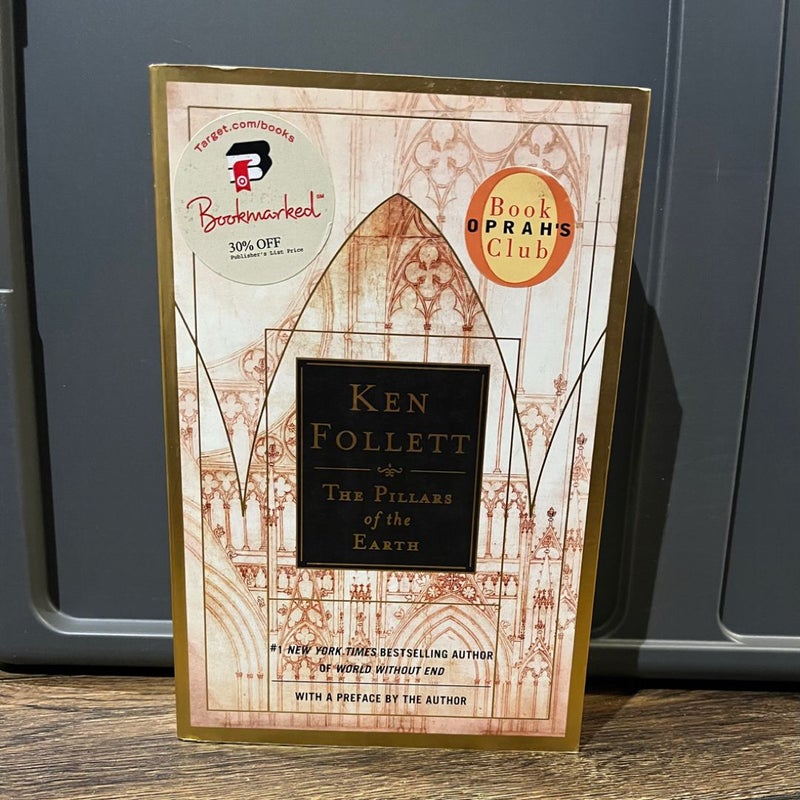 Target.com/books
B
Bookmarked℠
30% OFF
Publisher's List Price
Book
OPRAH'S
Club
KEN
FOLLETT
THE PILLARS
of the
EARTH
#1 NEW YORK TIMES BESTSELLING AUTHOR
OF WORLD WITHOUT END
WITH A PREFACE BY THE AUTHOR